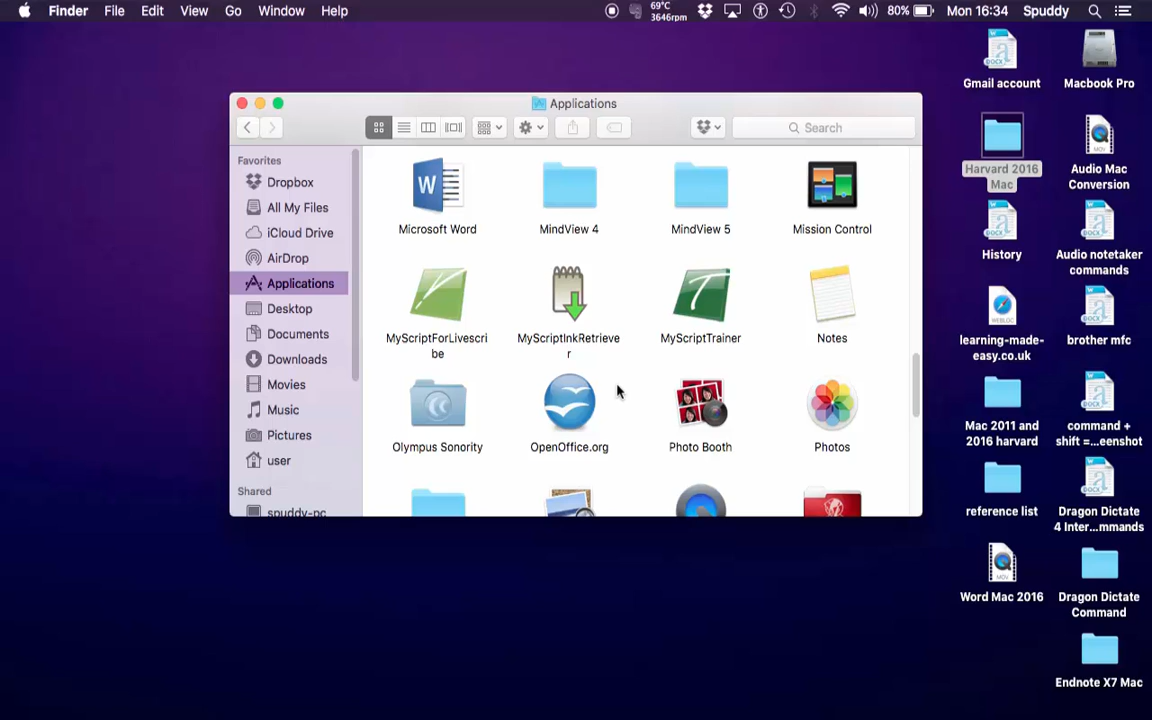 Finder File Edit View Go Window Help
69°C
3646rpm
80% Mon 16:34 Spuddy
Applications
Search
Favorites
Dropbox
All My Files
iCloud Drive
AirDrop
Applications
Desktop
Documents
Downloads
Movies
Music
Pictures
user
Shared
spuddy-pc
Microsoft Word
MindView 4
MindView 5
Mission Control
MyScriptForLivescri
be
MyScriptInkRetrieve
r
MyScriptTrainer
Notes
Olympus Sonority
OpenOffice.org
Photo Booth
Photos
Gmail account
Macbook Pro
Harvard 2016
Mac
Audio Mac
Conversion
History
Audio notetaker
commands
learning-made-
easy.co.uk
brother mfc
Mac 2011 and
2016 harvard
command +
shift =...eenshot
reference list
Dragon Dictate
4 Inter...mmands
Word Mac 2016
Dragon Dictate
Command
Endnote X7 Mac